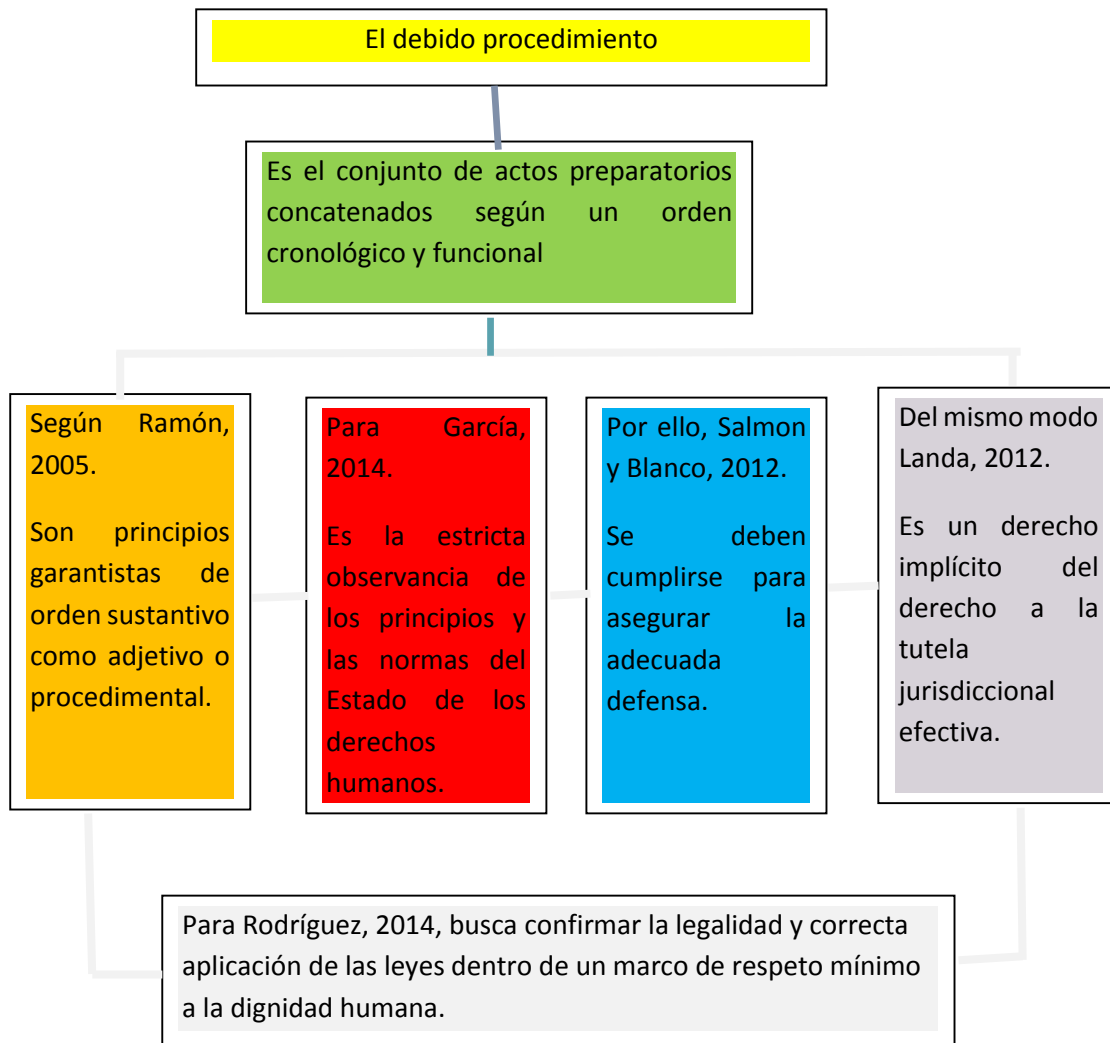 El debido procedimiento
Es el conjunto de actos preparatorios
concatenados según un orden
cronológico y funcional
Según Ramón,
2005.
Son principios
garantistas de
orden sustantivo
como adjetivo o
procedimental.
Para García,
2014.
Es la estricta
observancia de
los principios y
las normas del
Estado de los
derechos
humanos.
Por ello, Salmon
y Blanco, 2012.
Se deben
cumplirse para
asegurar la
adecuada
defensa.
Del mismo modo
Landa, 2012.
Es un derecho
implícito del
derecho a la
tutela
jurisdiccional
efectiva.
Para Rodríguez, 2014, busca confirmar la legalidad y correcta
aplicación de las leyes dentro de un marco de respeto mínimo
a la dignidad humana.